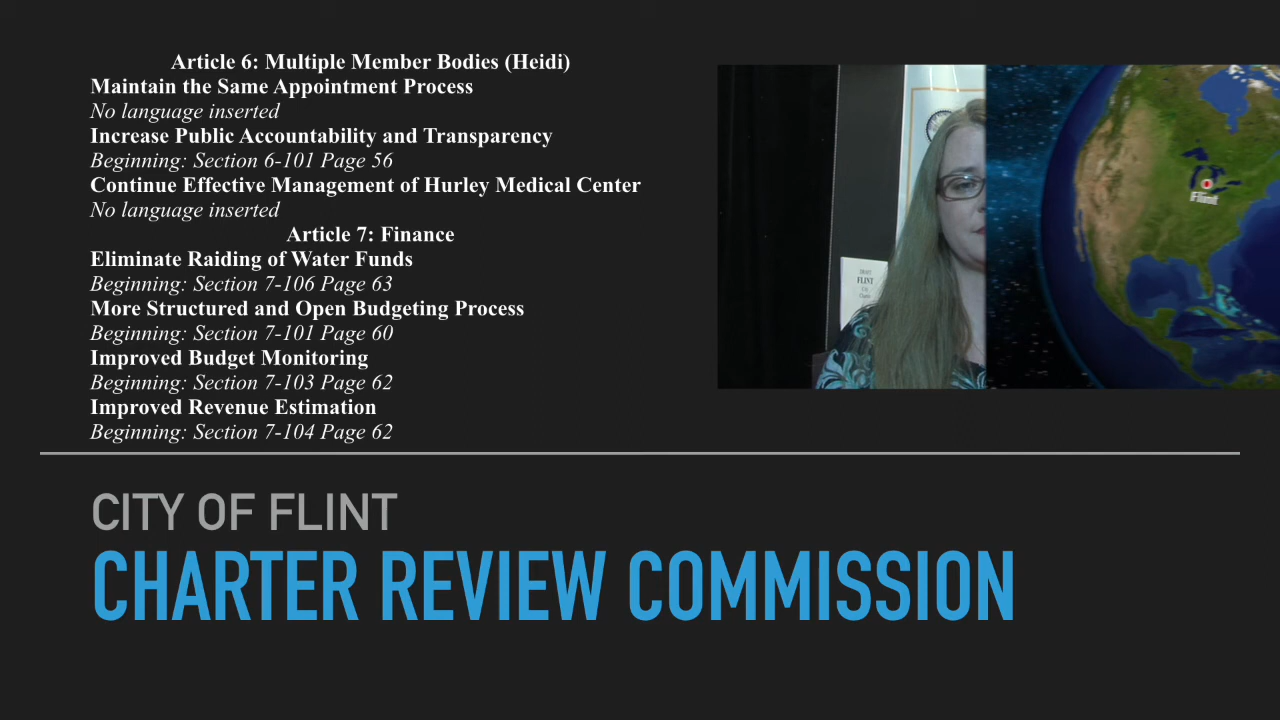 Article 6: Multiple Member Bodies (Heidi)
Maintain the Same Appointment Process
No language inserted
Increase Public Accountability and Transparency
Beginning: Section 6-101 Page 56
Continue Effective Management of Hurley Medical Center
No language inserted
Article 7: Finance
Eliminate Raiding of Water Funds
Beginning: Section 7-106 Page 63
More Structured and Open Budgeting Process
Beginning: Section 7-101 Page 60
Improved Budget Monitoring
Beginning: Section 7-103 Page 62
Improved Revenue Estimation
Beginning: Section 7-104 Page 62
DRAFT
FLINT
City
Charter
Flint
CITY OF FLINT
CHARTER REVIEW COMMISSION